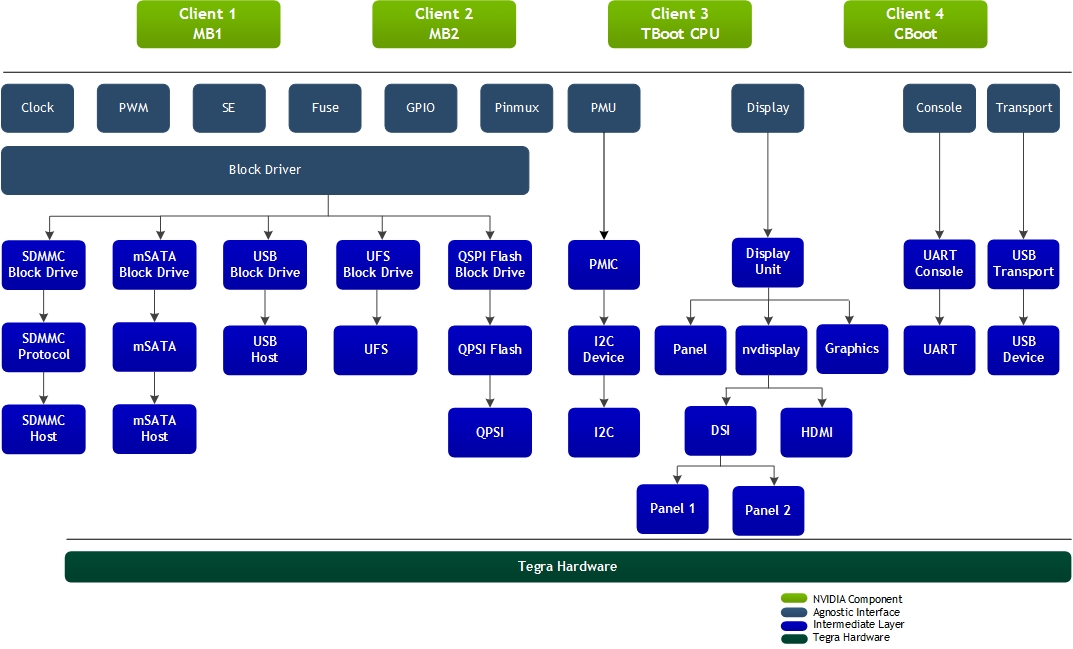 Client 1
MB1
Client 2
MB2
Client 3
TBoot CPU
Client 4
CBoot
Clock
PWM
SE
Fuse
GPIO
Pinmux
PMU
Display
Console
Transport
Block Driver
SDMMC
Block Drive
mSATA
Block Drive
USB
Block Drive
UFS
Block Drive
QSPI Flash
Block Drive
PMIC
Display
Unit
UART
Console
USB
Transport
SDMMC
Protocol
mSATA
USB
Host
UFS
QPSI Flash
I2C
Device
Panel
nvdisplay
Graphics
UART
USB
Device
SDMMC
Host
mSATA
Host
QPSI
I2C
DSI
HDMI
Panel 1
Panel 2
Tegra Hardware
NVIDIA Component
Agnostic Interface
Intermediate Layer
Tegra Hardware